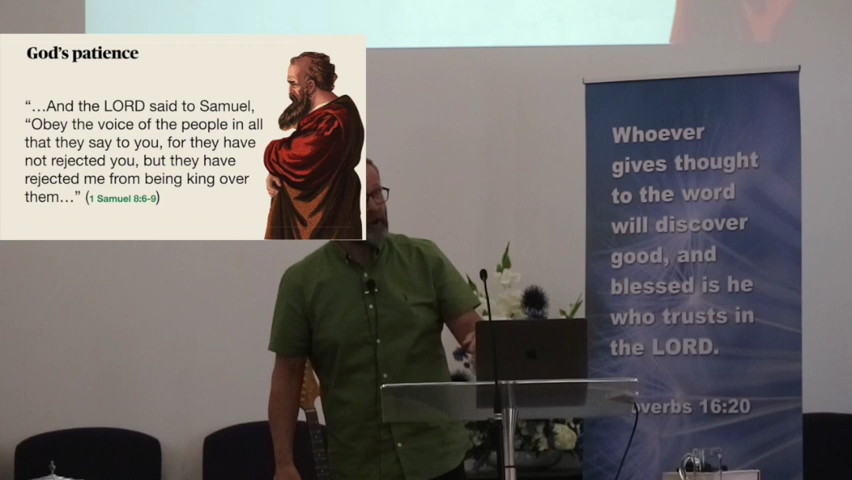 God's patience
“…And the LORD said to Samuel,
“Obey the voice of the people in all
that they say to you, for they have
not rejected you, but they have
rejected me from being king over
them…” (1 Samuel 8:6-9)
Whoever
gives thought
to the word
will discover
good, and
blessed is he
who trusts in
the LORD.
overbs 16:20